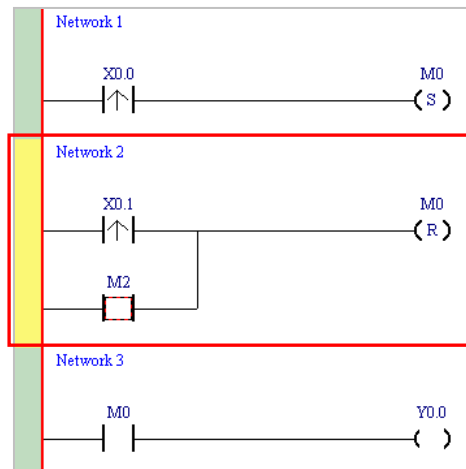 Network 1
X0.0 M0
S
Network 2
X0.1 M0
R
M2
Network 3
M0 Y0.0